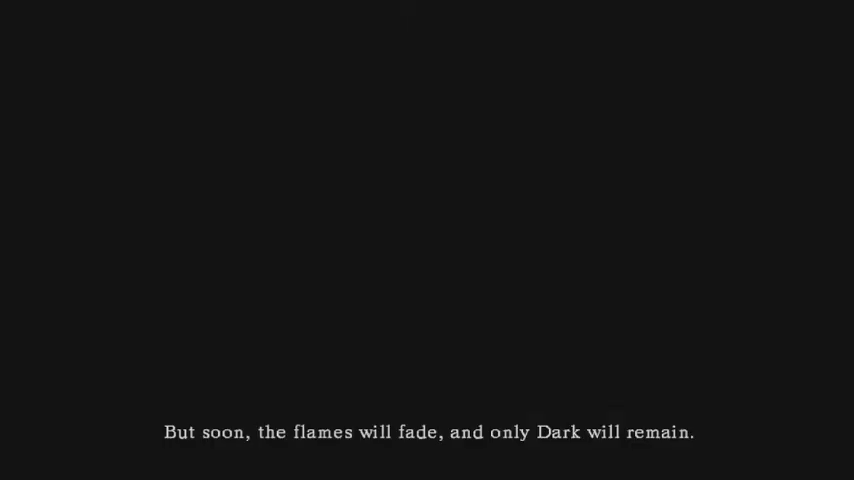 But soon, the flames will fade, and only Dark will remain.